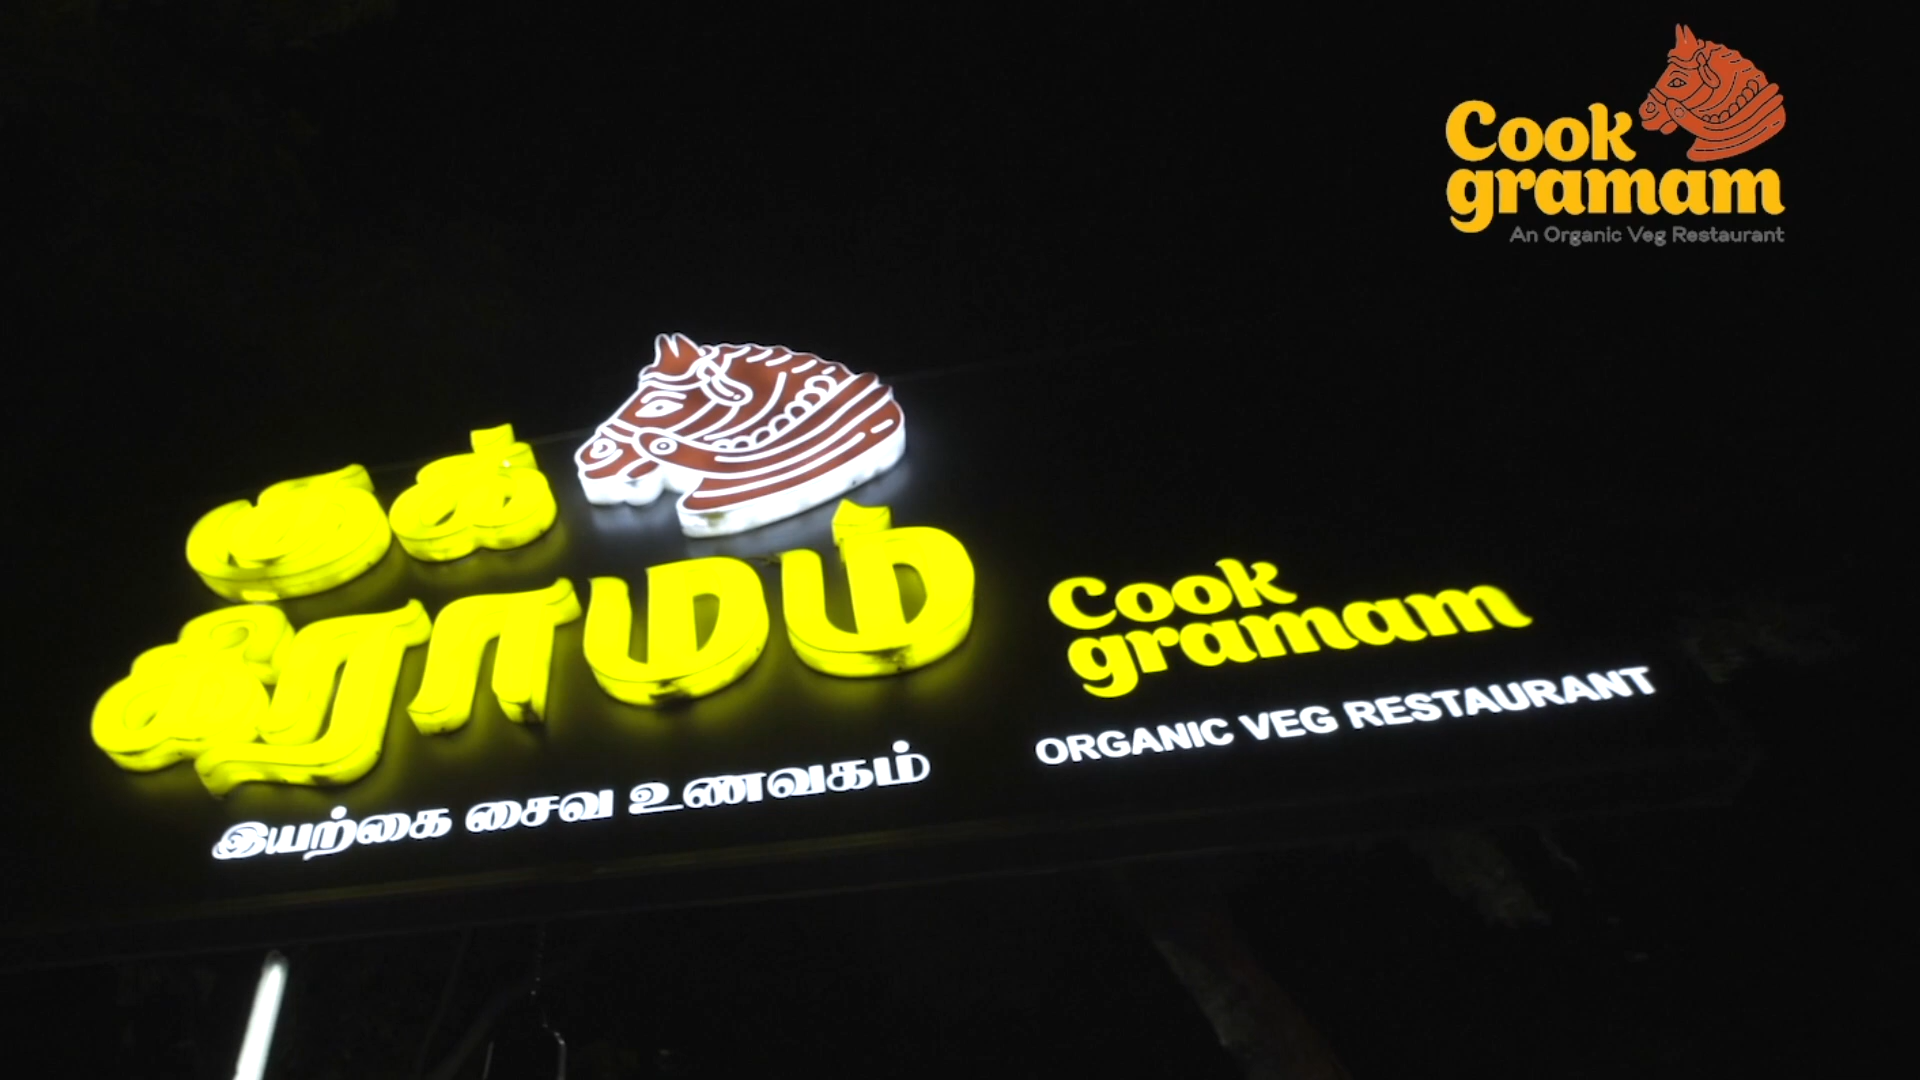 Cook
gramam
An Organic Veg Restaurant
குக்
கிராமம்
இயற்கை சைவ உணவகம்
Cook
gramam
ORGANIC VEG RESTAURANT